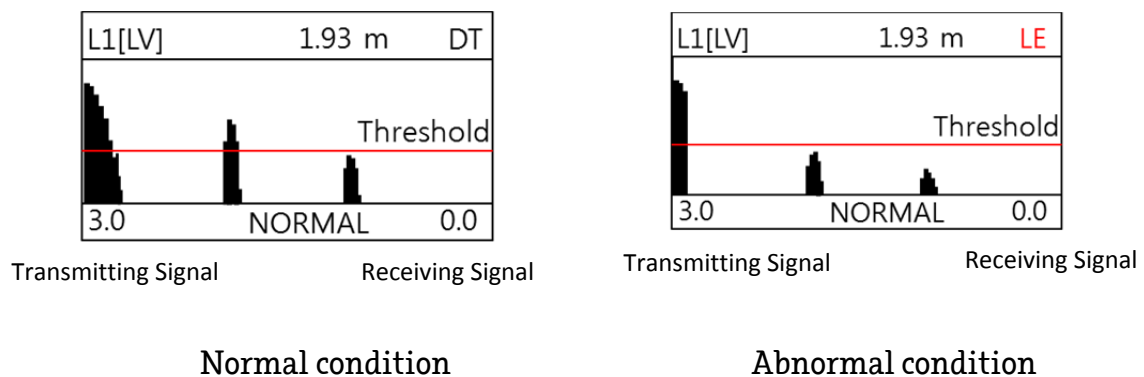 L1[LV] 1.93 m DT
Threshold
3.0 NORMAL 0.0
Transmitting Signal Receiving Signal
Normal condition
L1[LV] 1.93 m LE
Threshold
3.0 NORMAL 0.0
Transmitting Signal Receiving Signal
Abnormal condition